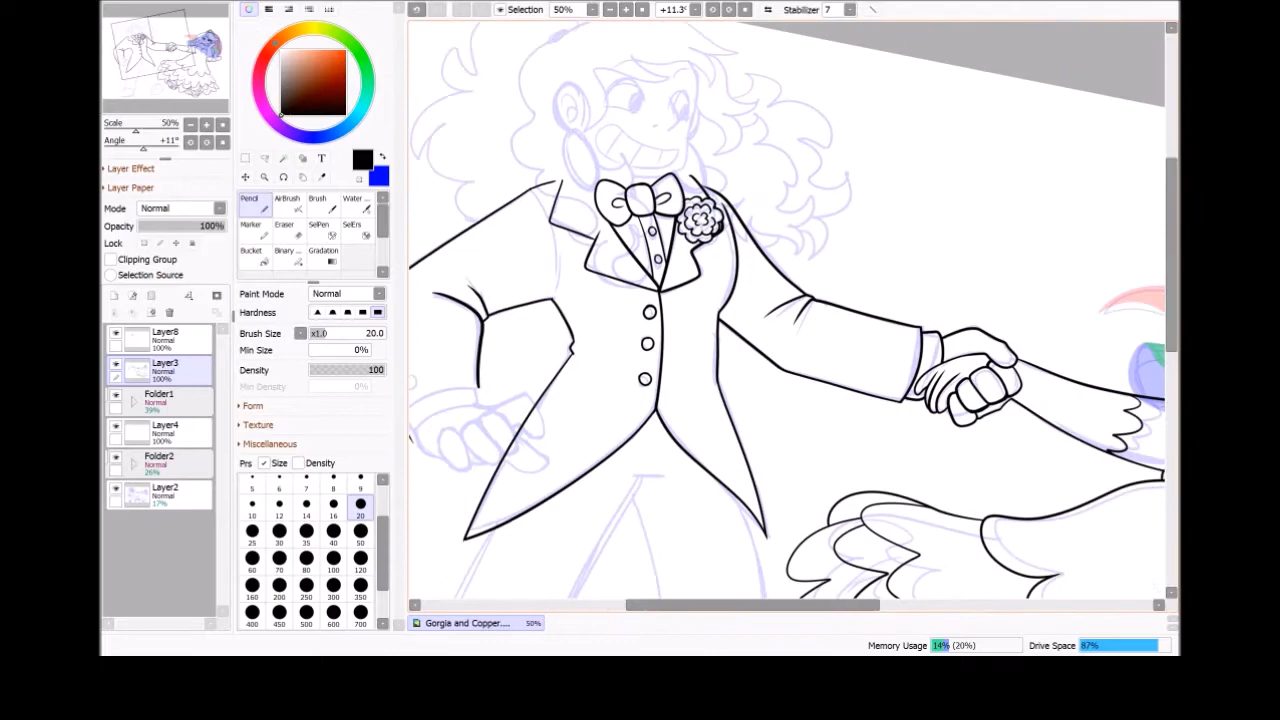 Selection 50% +11.3° Stabilizer 7
Scale 50%
Angle +11°
Layer Effect
Layer Paper
Mode Normal
Opacity 100%
Lock
Clipping Group
Selection Source
Layer8
Normal
100%
Layer3
Normal
100%
Folder1
Normal
39%
Layer4
Normal
100%
Folder2
Normal
26%
Layer2
Normal
17%
T
Pencil AirBrush Brush Water ...
Marker Eraser SelPen SelErs
Bucket Binary ... Gradation
Paint Mode Normal
Hardness
Brush Size x1.0 20.0
Min Size 0%
Density 100
Min Density 0%
Form
Texture
Miscellaneous
Prs Size Density
5 6 7 8 9
10 12 14 16 20
25 30 35 40 50
60 70 80 100 120
160 200 250 300 350
400 450 500 600 700
Gorgia and Copper.... 50%
Memory Usage 14% (20%) Drive Space 87%